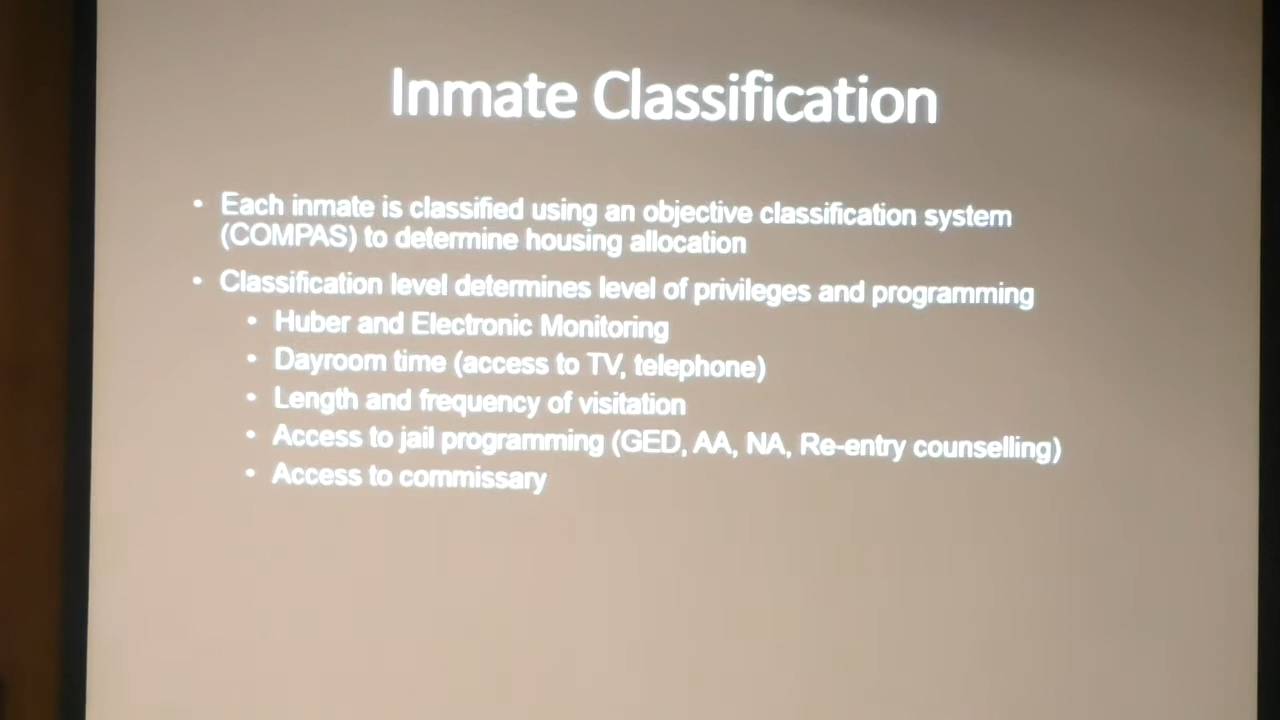 Inmate Classification
• Each inmate is classified using an objective classification system
(COMPAS) to determine housing allocation
• Classification level determines level of privileges and programming
• Huber and Electronic Monitoring
• Dayroom time (access to TV, telephone)
• Length and frequency of visitation
• Access to jail programming (GED, AA, NA, Re-entry counselling)
• Access to commissary